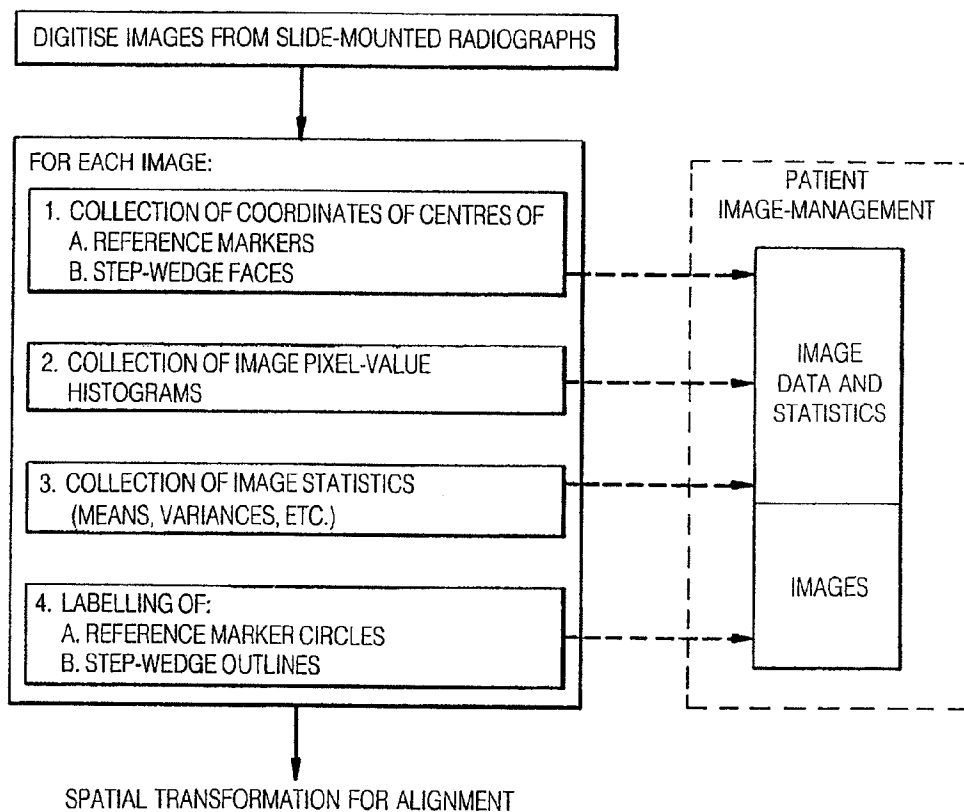 DIGITISE IMAGES FROM SLIDE-MOUNTED RADIOGRAPHS
FOR EACH IMAGE:
1. COLLECTION OF COORDINATES OF CENTRES OF
A. REFERENCE MARKERS
B. STEP-WEDGE FACES
2. COLLECTION OF IMAGE PIXEL-VALUE
HISTOGRAMS
3. COLLECTION OF IMAGE STATISTICS
(MEANS, VARIANCES, ETC.)
4. LABELLING OF:
A. REFERENCE MARKER CIRCLES
B. STEP-WEDGE OUTLINES
PATIENT
IMAGE-MANAGEMENT
IMAGE
DATA AND
STATISTICS
IMAGES
SPATIAL TRANSFORMATION FOR ALIGNMENT